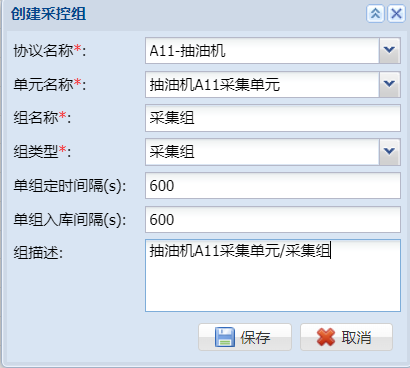 创建采控组
协议名称*: A11-抽油机
单元名称*: 抽油机A11采集单元
组名称*: 采集组
组类型*: 采集组
单组定时间隔(s): 600
单组入库间隔(s): 600
组描述: 抽油机A11采集单元/采集组
保存 取消